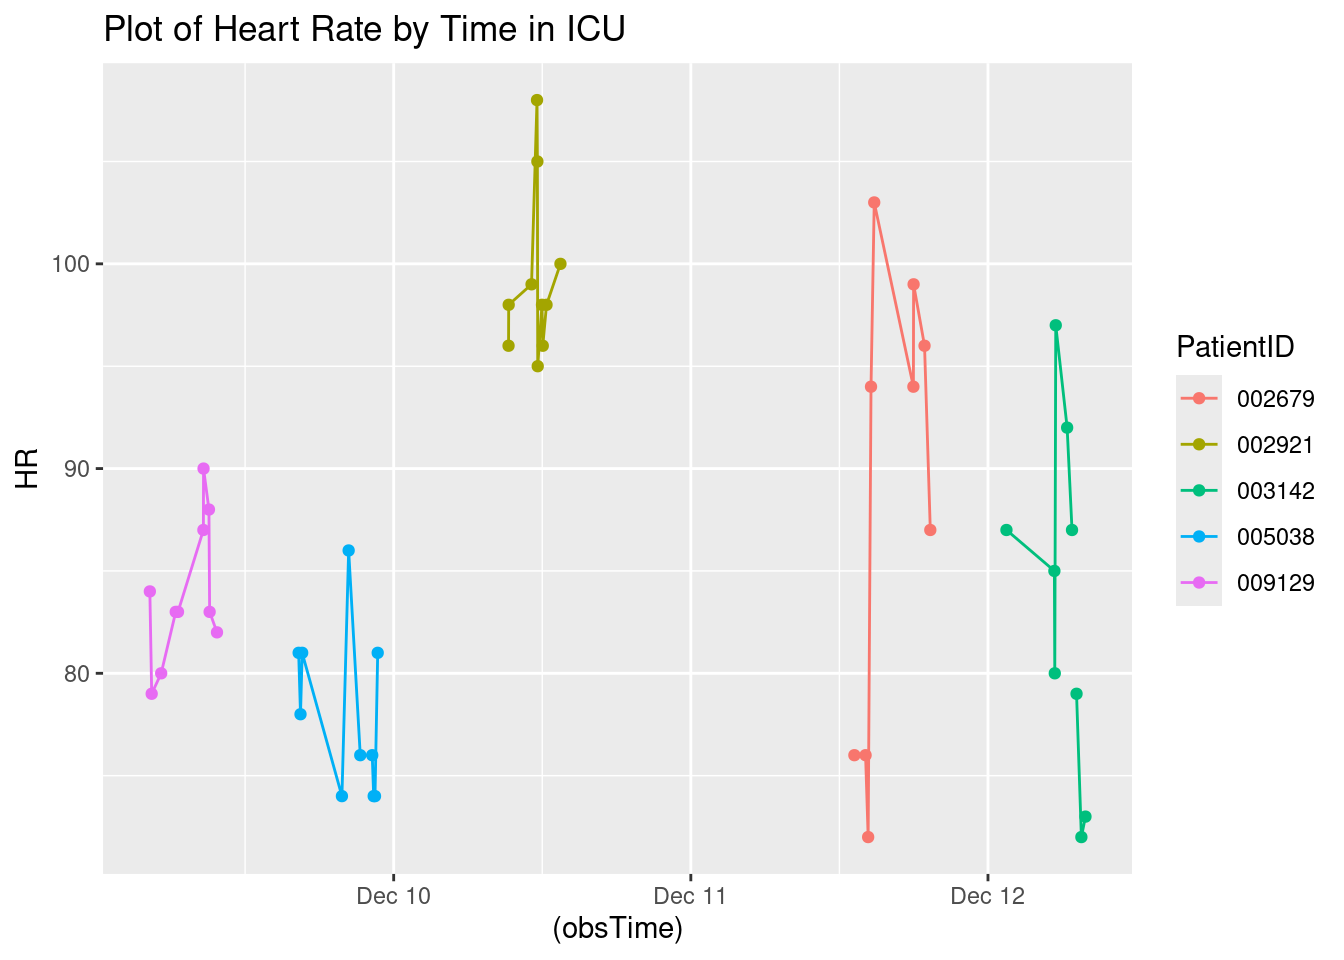 Plot of Heart Rate by Time in ICU
HR
100
90
80
Dec 10
Dec 11
Dec 12
(obsTime)
PatientID
002679
002921
003142
005038
009129